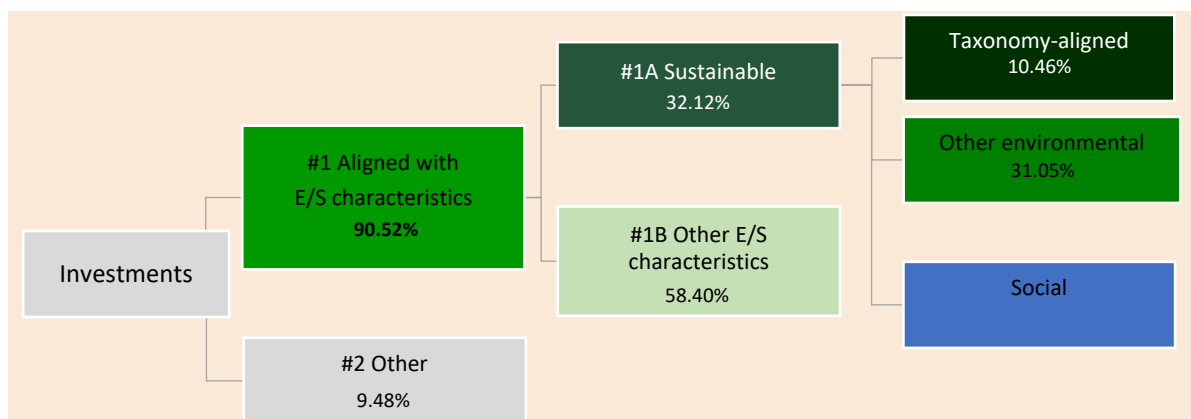 Investments
#1 Aligned with
E/S characteristics
90.52%
#2 Other
9.48%
#1A Sustainable
32.12%
#1B Other E/S
characteristics
58.40%
Taxonomy-aligned
10.46%
Other environmental
31.05%
Social